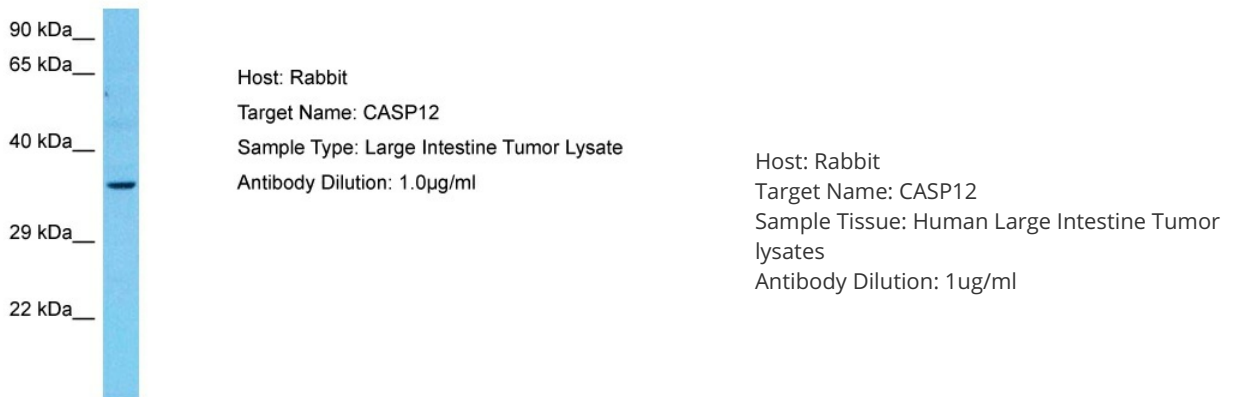 90 kDa__
65 kDa__
40 kDa__
29 kDa__
22 kDa__
Host: Rabbit
Target Name: CASP12
Sample Type: Large Intestine Tumor Lysate
Antibody Dilution: 1.0µg/ml
Host: Rabbit
Target Name: CASP12
Sample Tissue: Human Large Intestine Tumor
lysates
Antibody Dilution: 1ug/ml